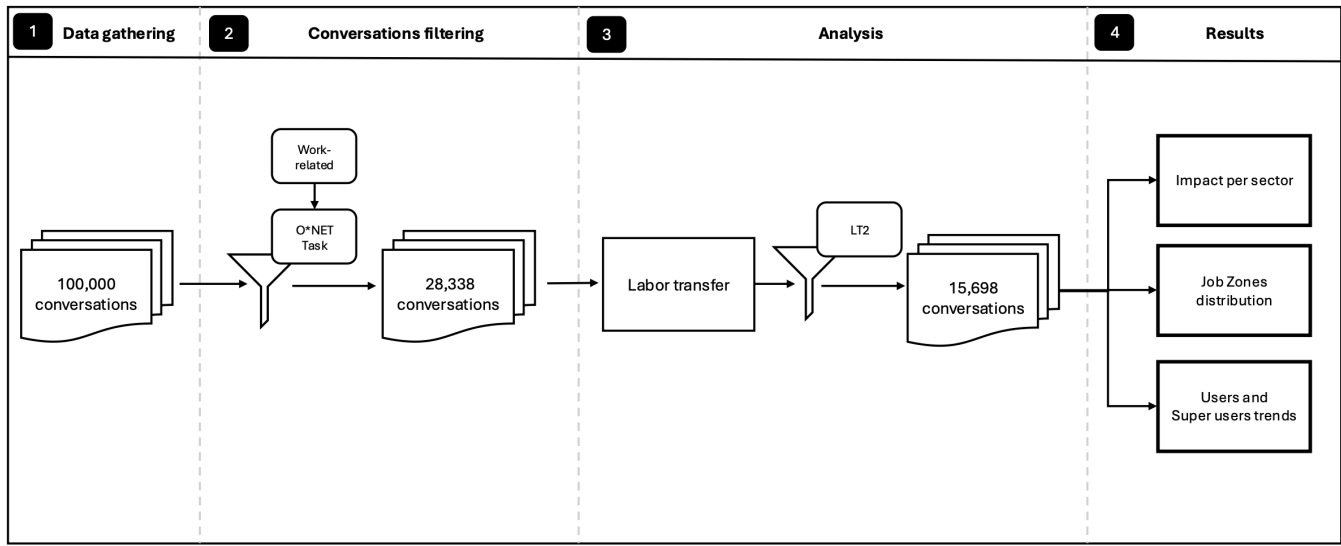 1 Data gathering
2 Conversations filtering
3 Analysis
4 Results
100,000
conversations
Work-
related
O*NET
Task
28,338
conversations
Labor transfer
LT2
15,698
conversations
Impact per sector
Job Zones
distribution
Users and
Super users trends